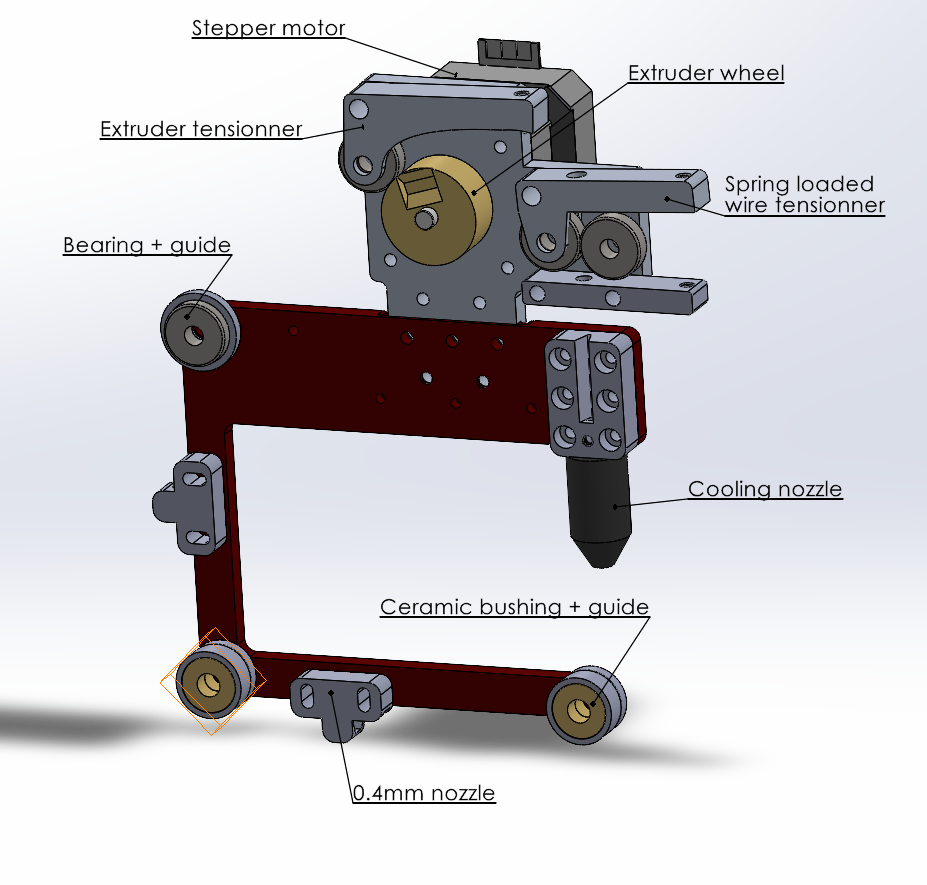 Stepper motor
Extruder wheel
Extruder tensionner
Spring loaded
wire tensionner
Bearing + guide
Cooling nozzle
Ceramic bushing + guide
0.4mm nozzle